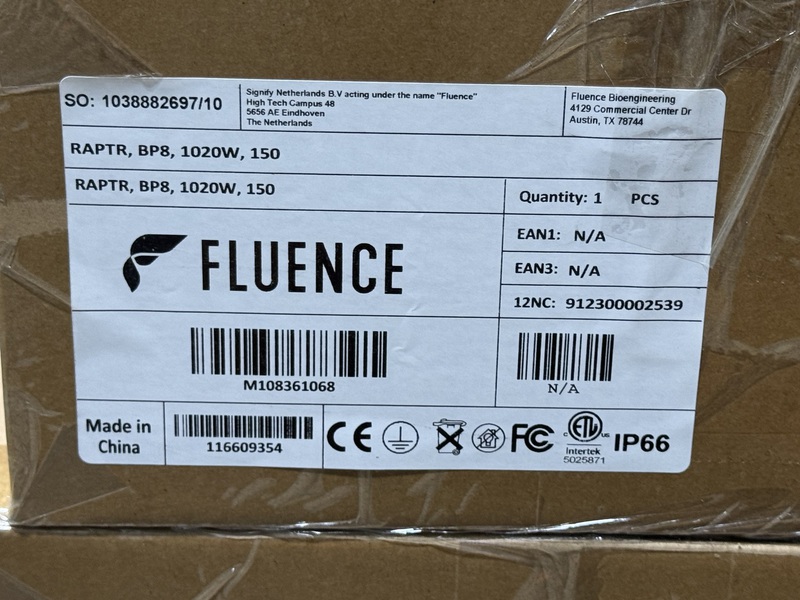 SO: 1038882697/10
Signify Netherlands B.V acting under the name "Fluence"
High Tech Campus 48
5656 AE Eindhoven
The Netherlands
Fluence Bioengineering
4129 Commercial Center Dr
Austin, TX 78744
RAPTR, BP8, 1020W, 150
RAPTR, BP8, 1020W, 150
Quantity: 1 PCS
EAN1: N/A
EAN3: N/A
12NC: 912300002539
FLUENCE
M108361068
N/A
Made in
China
116609354
CE
FC
c ETL us
Intertek
5025871
IP66